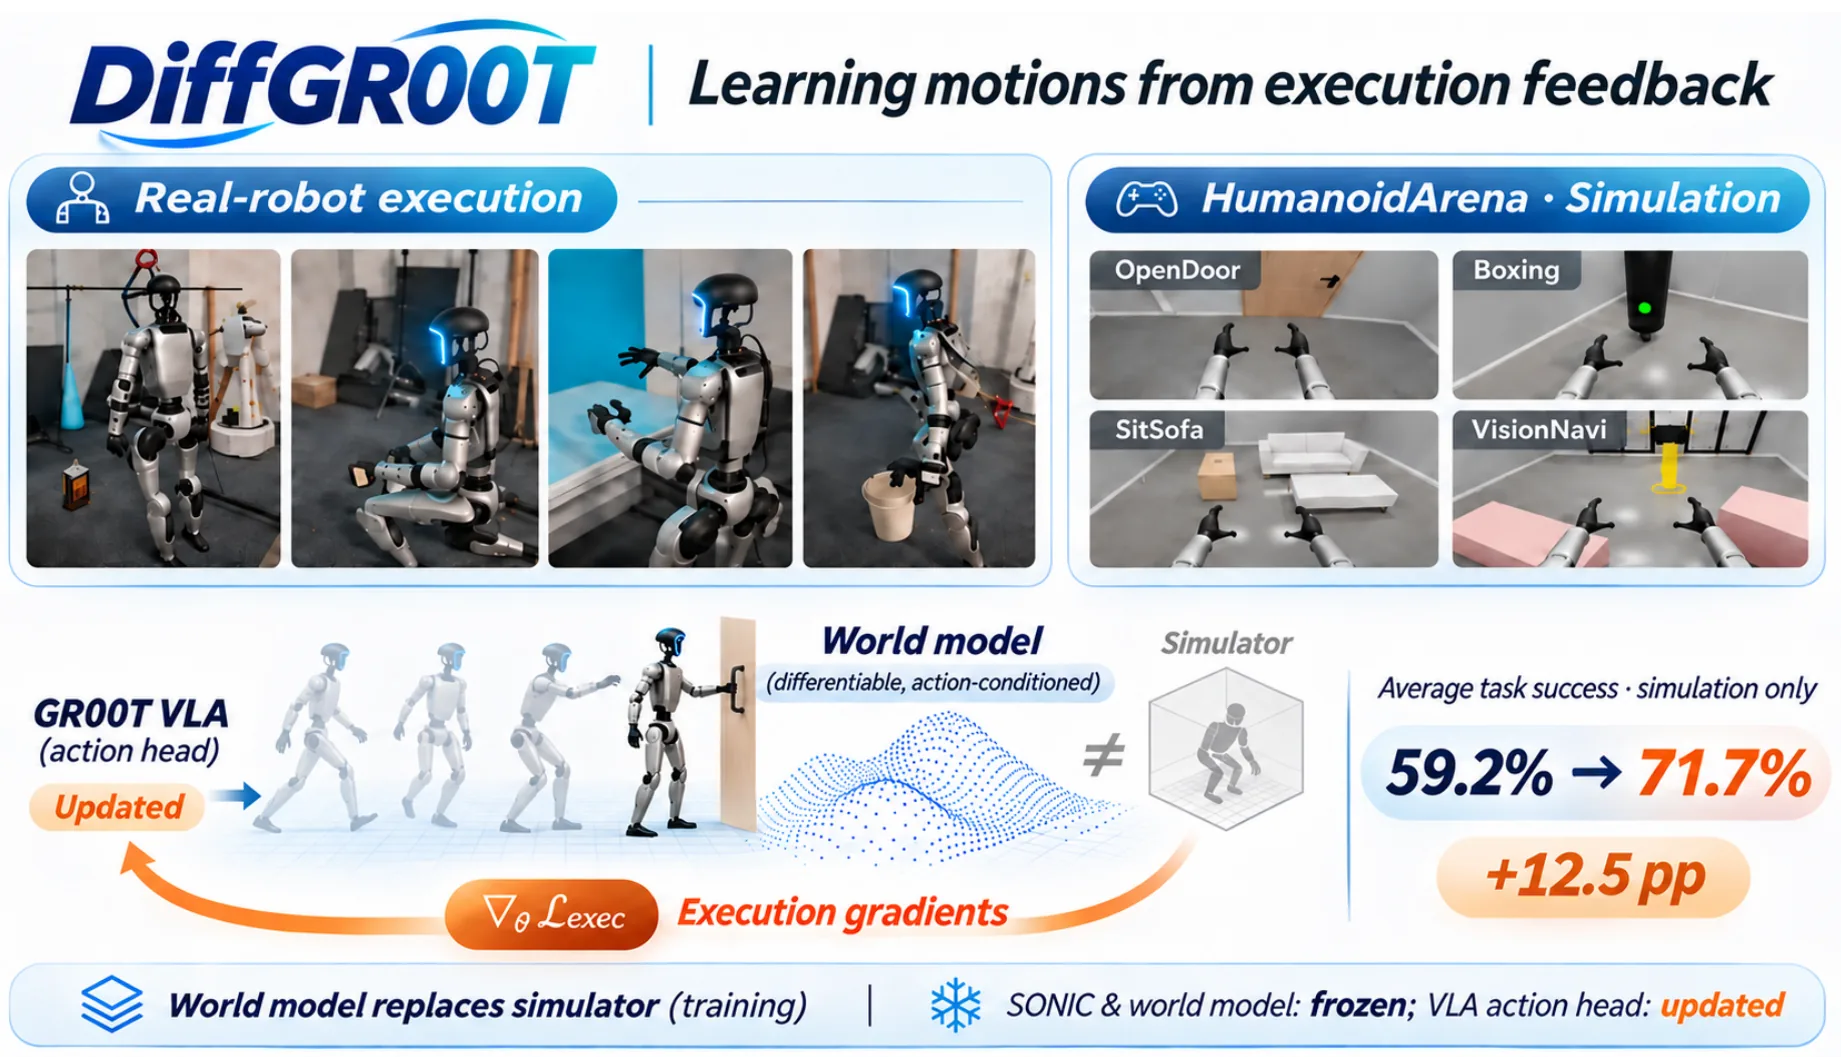 DiffGR00T
Learning motions from execution feedback
Real-robot execution
HumanoidArena · Simulation
OpenDoor
Boxing
SitSofa
VisionNavi
GR00T VLA
(action head)
Updated
World model
(differentiable, action-conditioned)
≠
Simulator
∇θ ℒexec
Execution gradients
Average task success · simulation only
59.2% → 71.7%
+12.5 pp
World model replaces simulator (training)
SONIC & world model: frozen; VLA action head: updated